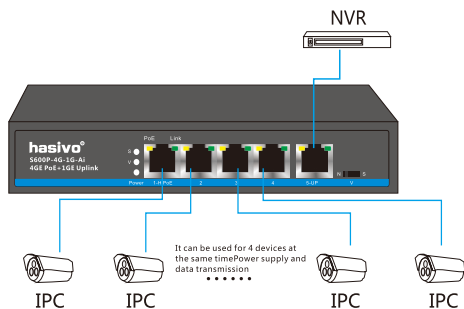 NVR
PoE Link
hasivo®
S600P-4G-1G-Ai
4GE PoE+1GE Uplink
S
V
Power 1-H PoE 2 3 4 5-UP V
N S
It can be used for 4 devices at
the same timePower supply and
data transmission
......
IPC IPC IPC IPC